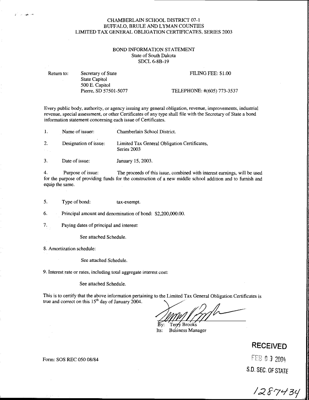 CHAMBERLAIN SCHOOL DISTRICT 07-1
BUFFALO, BRULE AND LYMAN COUNTIES
LIMITED TAX GENERAL OBLIGATION CERTIFICATES, SERIES 2003
BOND INFORMATION STATEMENT
State of South Dakota
SDCL 6-8B-19
Return to: Secretary of State FILING FEE: $1.00
State Capitol
500 E. Capitol
Pierre, SD 57501-5077 TELEPHONE #(605) 773-3537
Every public body, authority, or agency issuing any general obligation, revenue, improvements, industrial
revenue, special assessment, or other Certificates of any type shall file with the Secretary of State a bond
information statement concerning each issue of Certificates.
1. Name of issuer: Chamberlain School District.
2. Designation of issue: Limited Tax General Obligation Certificates,
Series 2003
3. Date of issue: January 15, 2003.
4. Purpose of issue: The proceeds of this issue, combined with interest earnings, will be used
for the purpose of providing funds for the construction of a new middle school addition and to furnish and
equip the same.
5. Type of bond: tax-exempt.
6. Principal amount and denomination of bond: $2,200,000.00.
7. Paying dates of principal and interest:
See attached Schedule.
8. Amortization schedule:
See attached Schedule.
9. Interest rate or rates, including total aggregate interest cost:
See attached Schedule.
This is to certify that the above information pertaining to the Limited Tax General Obligation Certificates is
true and correct on this 15th day of January 2004.
By: Terry Brooks
Its: Business Manager
RECEIVED
FEB 03 2004
S.D. SEC. OF STATE
Form: SOS REC 050 08/84
1287434